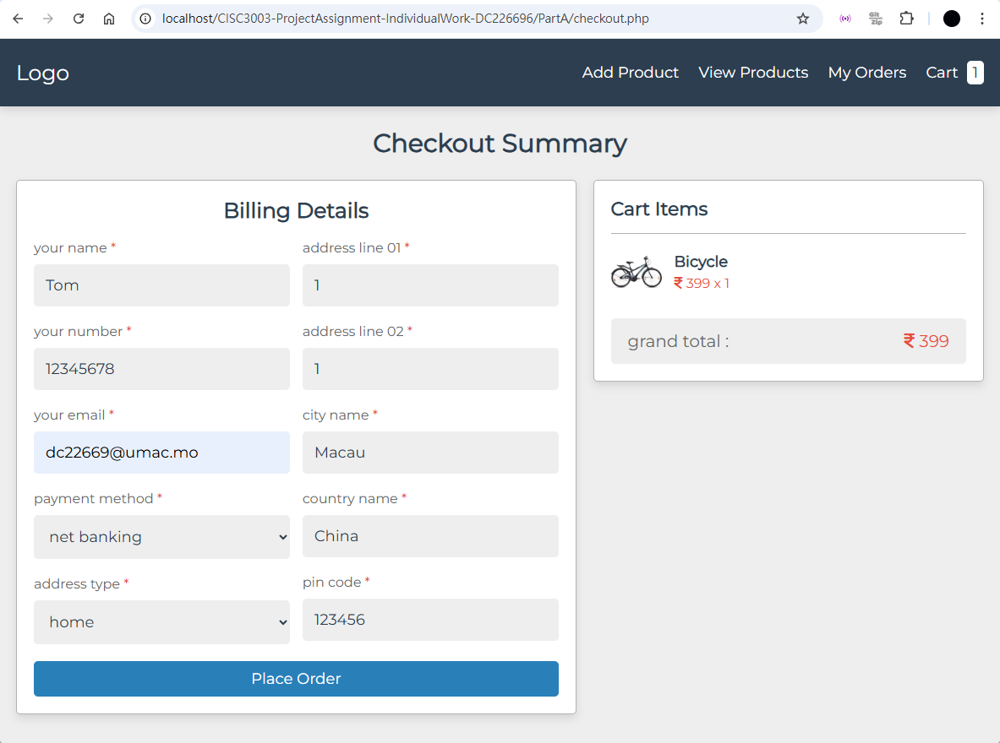 localhost/CISC3003-ProjectAssignment-IndividualWork-DC226696/PartA/checkout.php
Git
Zip
Logo
Add Product
View Products
My Orders
Cart 1
Checkout Summary
Billing Details
your name *
Tom
your number *
12345678
your email *
dc22669@umac.mo
payment method *
net banking
address type *
home
address line 01 *
1
address line 02 *
1
city name *
Macau
country name *
China
pin code *
123456
Place Order
Cart Items
Bicycle
₹ 399 x 1
grand total : ₹ 399